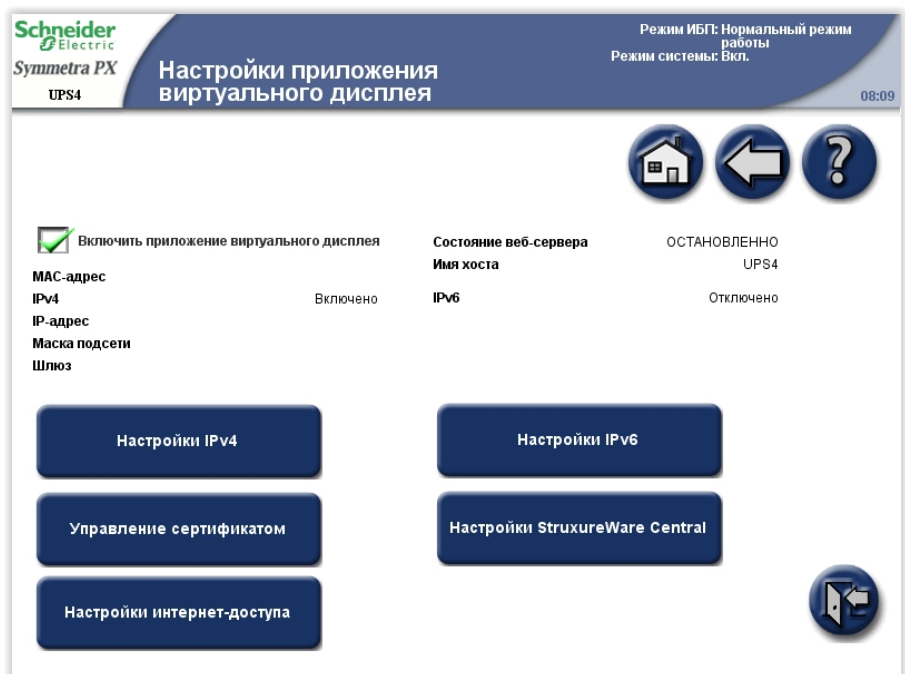 Schneider
Electric
Symmetra PX
UPS4
Настройки приложения
виртуального дисплея
Режим ИБП: Нормальный режим
работы
Режим системы: Вкл.
08:09
?
Включить приложение виртуального дисплея
MAC-адрес
IPv4 Включено
IP-адрес
Маска подсети
Шлюз
Состояние веб-сервера ОСТАНОВЛЕННО
Имя хоста UPS4
IPv6 Отключено
Настройки IPv4
Настройки IPv6
Управление сертификатом
Настройки StruxureWare Central
Настройки интернет-доступа